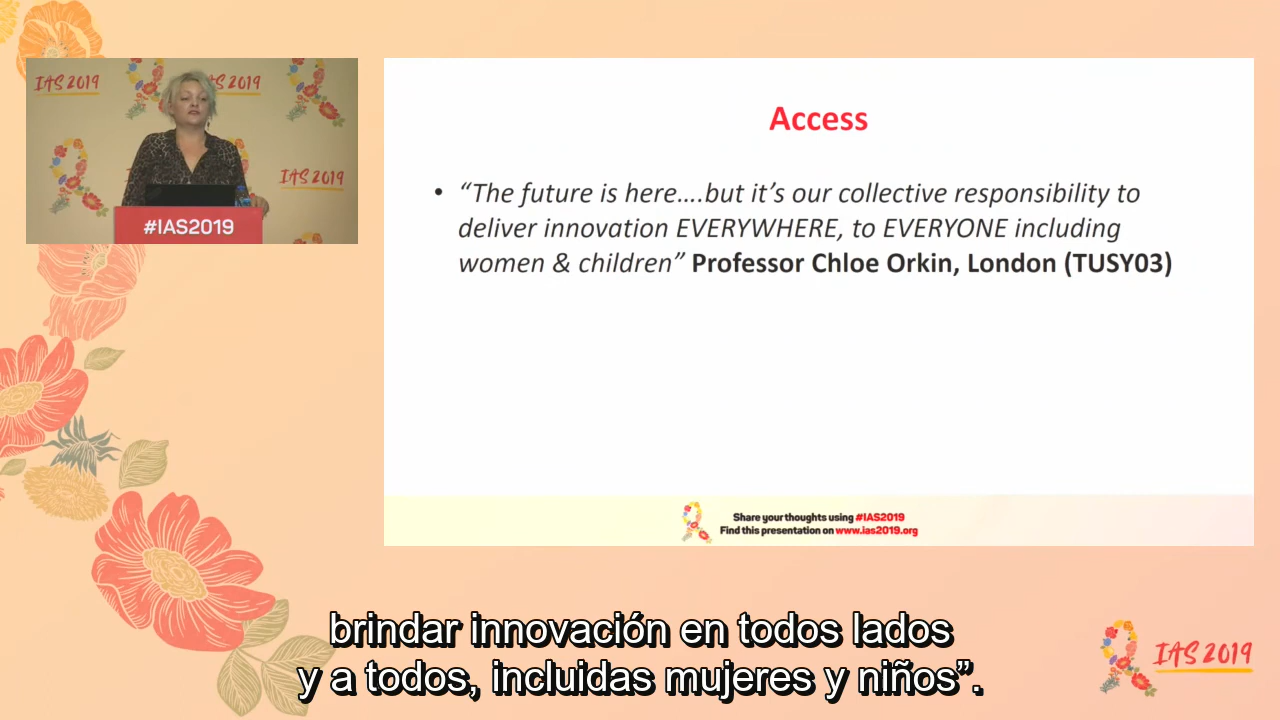 IAS 2019
IAS 2019
IAS 2019
#IAS2019
Access
• “The future is here....but it’s our collective responsibility to
deliver innovation EVERYWHERE, to EVERYONE including
women & children” Professor Chloe Orkin, London (TUSY03)
Share your thoughts using #IAS2019
Find this presentation on www.ias2019.org
brindar innovación en todos lados
y a todos, incluidas mujeres y niños”.
IAS 2019